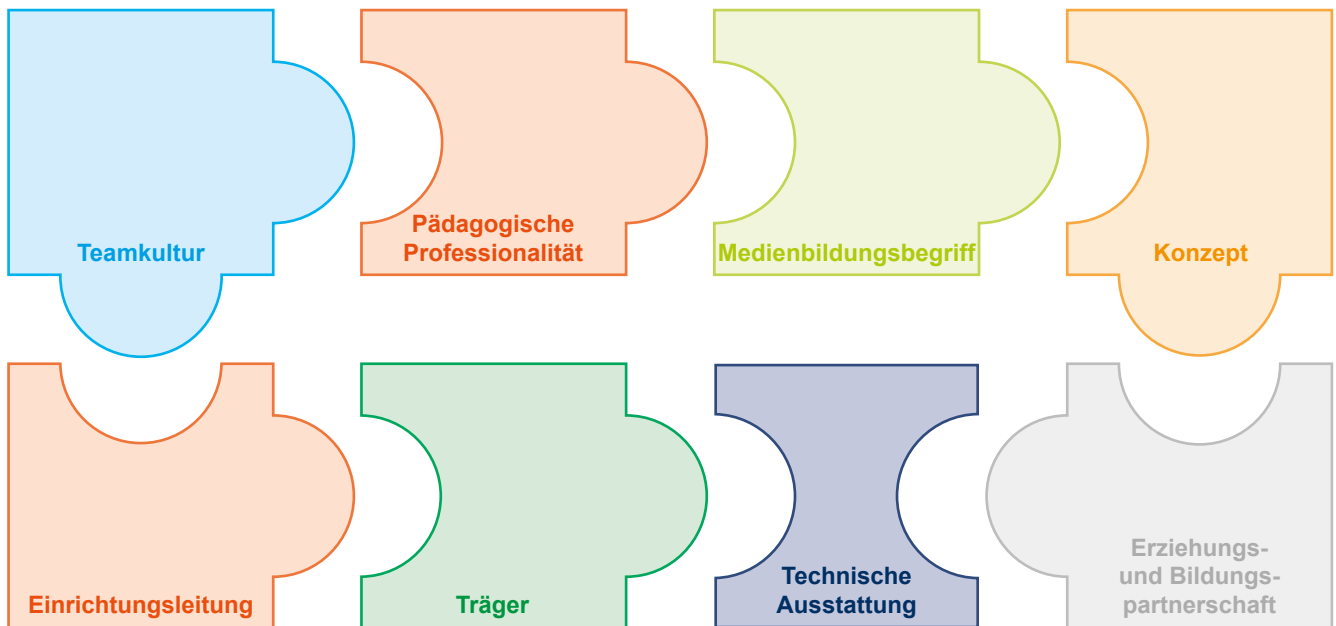 Teamkultur
Pädagogische
Professionalität
Medienbildungsbegriff
Konzept
Einrichtungsleitung
Träger
Technische
Ausstattung
Erziehungs-
und Bildungs-
partnerschaft